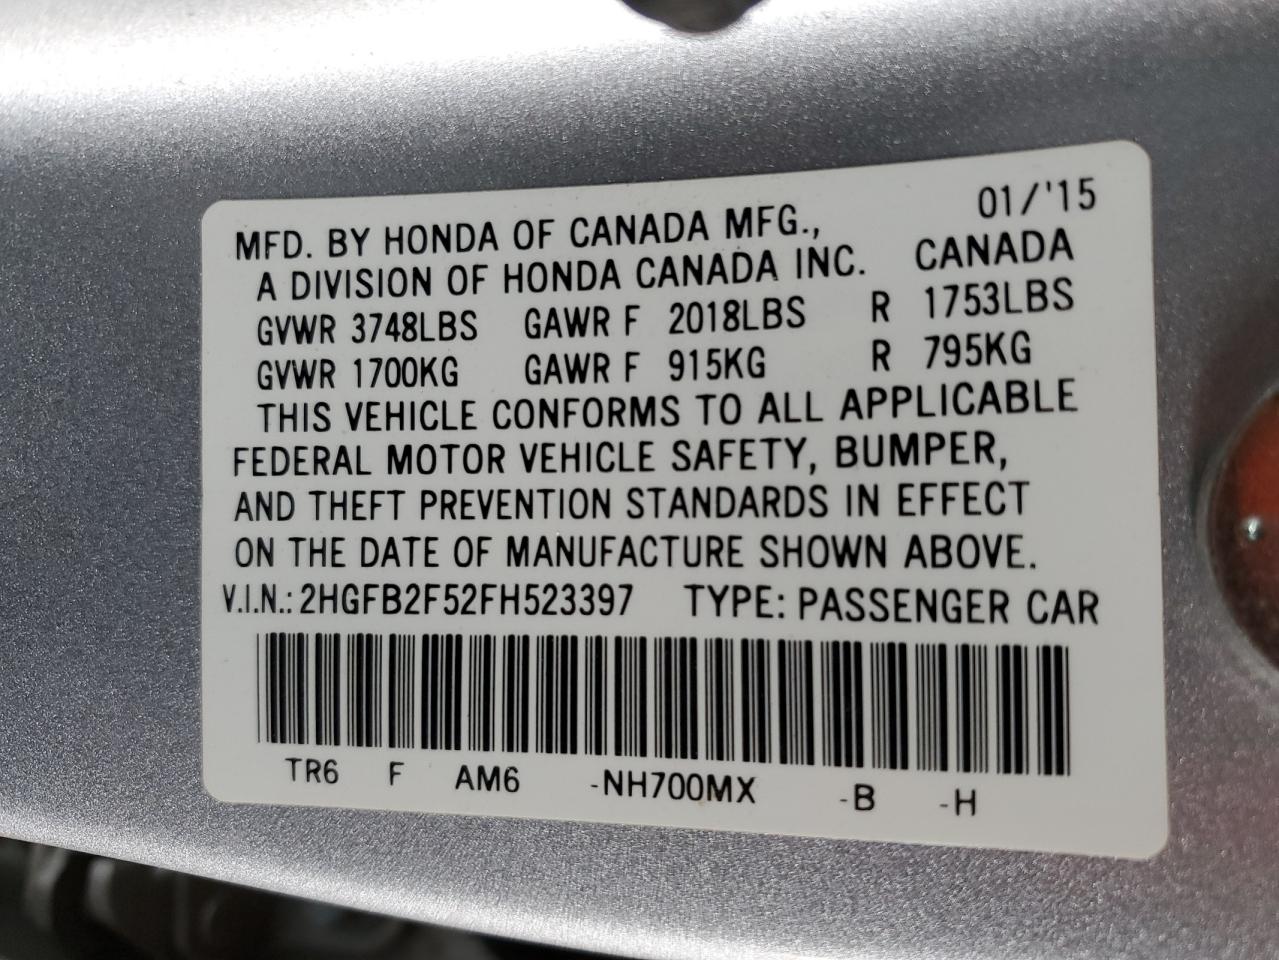 01/'15
MFD. BY HONDA OF CANADA MFG.,
A DIVISION OF HONDA CANADA INC. CANADA
GVWR 3748LBS GAWR F 2018LBS R 1753LBS
GVWR 1700KG GAWR F 915KG R 795KG
THIS VEHICLE CONFORMS TO ALL APPLICABLE
FEDERAL MOTOR VEHICLE SAFETY, BUMPER,
AND THEFT PREVENTION STANDARDS IN EFFECT
ON THE DATE OF MANUFACTURE SHOWN ABOVE.
V.I.N.: 2HGFB2F52FH523397 TYPE: PASSENGER CAR
TR6 F AM6 -NH700MX -B -H